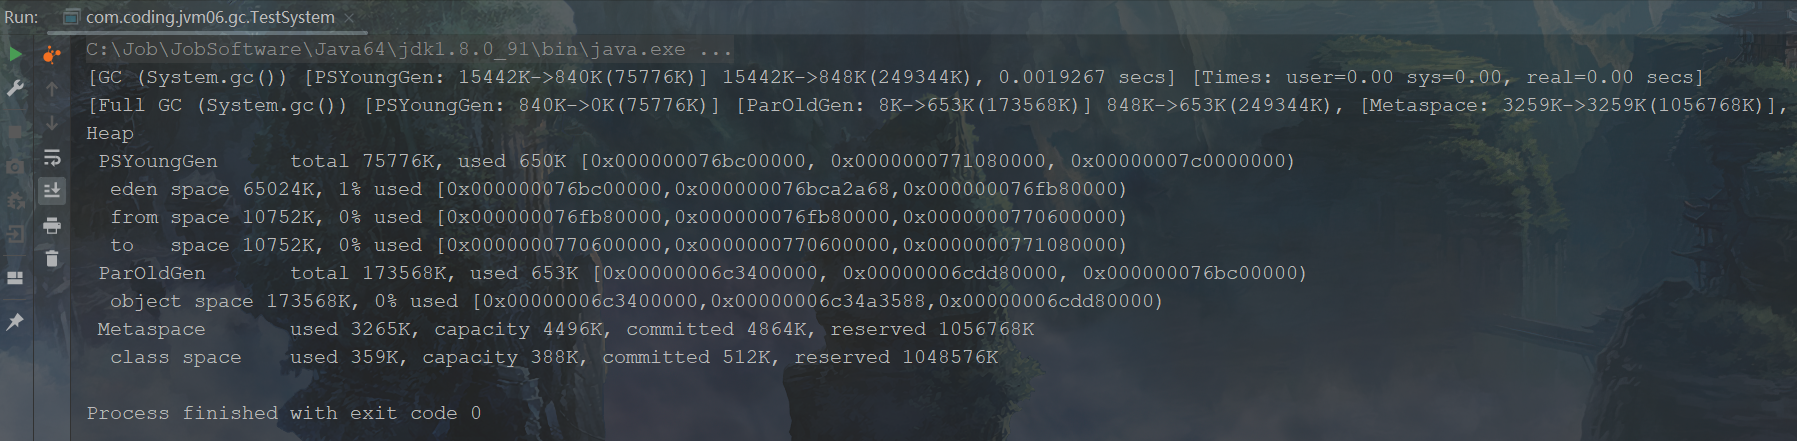 Run: com.coding.jvm06.gc.TestSystem ×
C:\Job\JobSoftware\Java64\jdk1.8.0_91\bin\java.exe ...
[GC (System.gc()) [PSYoungGen: 15442K->840K(75776K)] 15442K->848K(249344K), 0.0019267 secs] [Times: user=0.00 sys=0.00, real=0.00 secs]
[Full GC (System.gc()) [PSYoungGen: 840K->0K(75776K)] [ParOldGen: 8K->653K(173568K)] 848K->653K(249344K), [Metaspace: 3259K->3259K(1056768K)],
Heap
 PSYoungGen      total 75776K, used 650K [0x000000076bc00000, 0x0000000771080000, 0x00000007c0000000)
  eden space 65024K, 1% used [0x000000076bc00000,0x000000076bca2a68,0x000000076fb80000)
  from space 10752K, 0% used [0x000000076fb80000,0x000000076fb80000,0x0000000770600000)
  to   space 10752K, 0% used [0x0000000770600000,0x0000000770600000,0x0000000771080000)
 ParOldGen       total 173568K, used 653K [0x00000006c3400000, 0x00000006cdd80000, 0x000000076bc00000)
  object space 173568K, 0% used [0x00000006c3400000,0x00000006c34a3588,0x00000006cdd80000)
 Metaspace       used 3265K, capacity 4496K, committed 4864K, reserved 1056768K
  class space    used 359K, capacity 388K, committed 512K, reserved 1048576K
Process finished with exit code 0